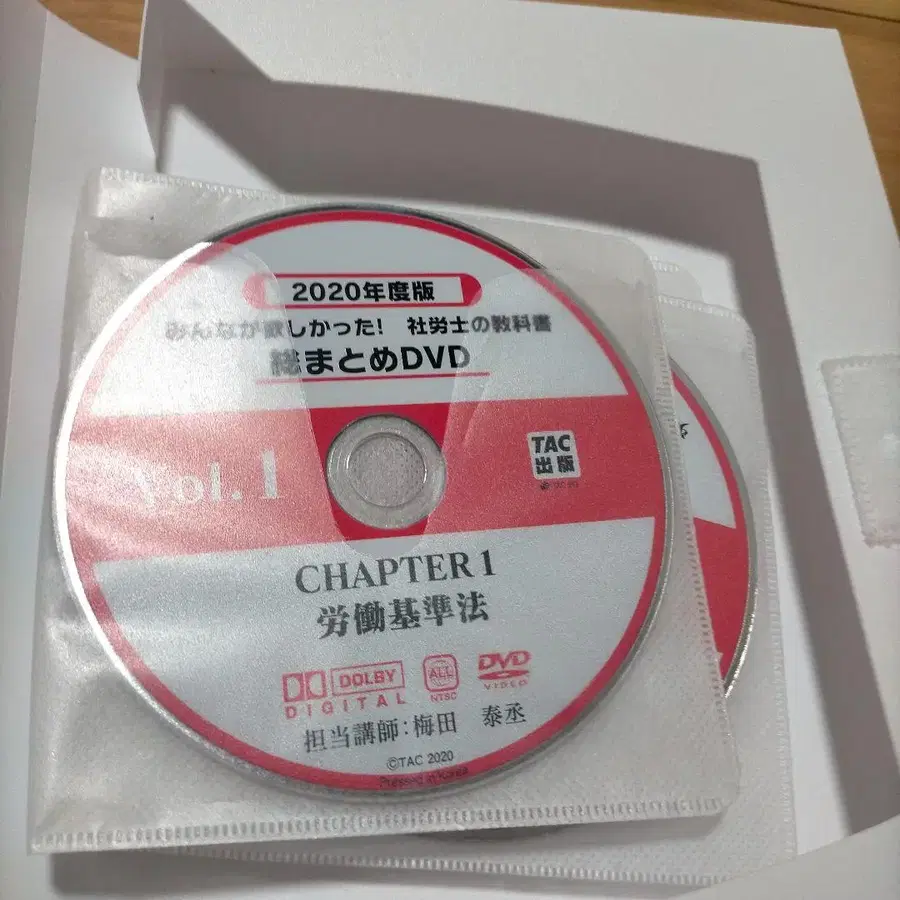 2020年度版
みんなが欲しかった! 社労士の教科書
総まとめDVD
Vol.1
TAC
出版
CHAPTER 1
労働基準法
DOLBY
DIGITAL
ALL
NTSC
DVD
VIDEO
担当講師:梅田 泰丞
©TAC 2020
Pressed in Korea